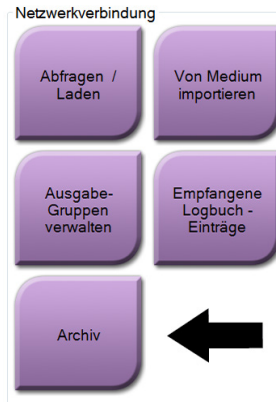 Netzwerkverbindung
Abfragen /
Laden
Von Medium
importieren
Ausgabe-
Gruppen
verwalten
Empfangene
Logbuch -
Einträge
Archiv